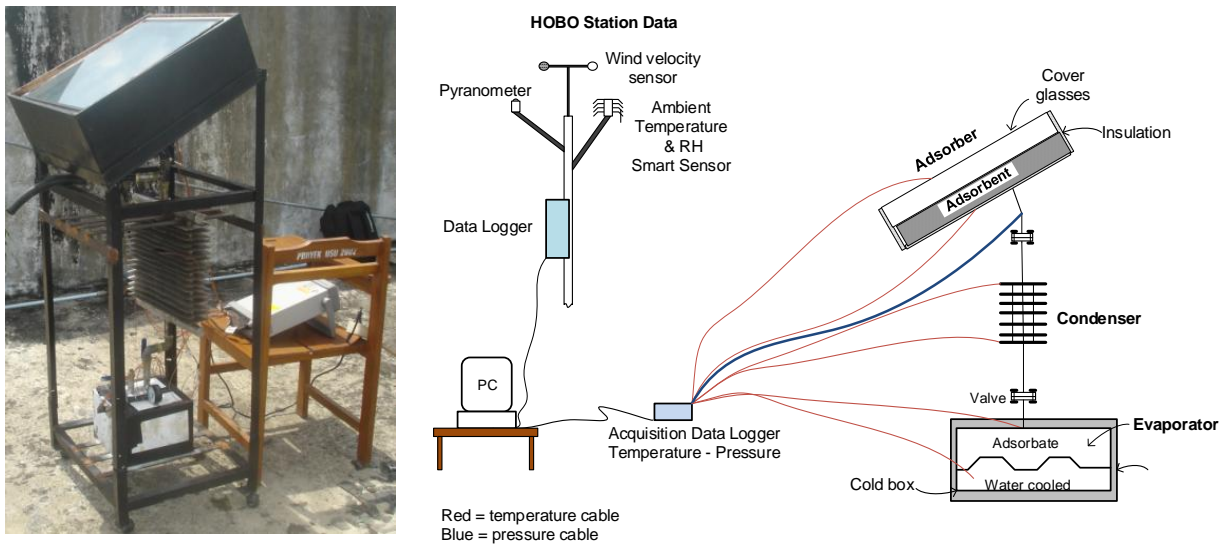 HOBO Station Data
Wind velocity
sensor
Pyranometer
Ambient
Temperature
& RH
Smart Sensor
Data Logger
PC
Acquisition Data Logger
Temperature - Pressure
Red = temperature cable
Blue = pressure cable
Cover
glasses
Insulation
Adsorber
Adsorbent
Condenser
Valve
Evaporator
Adsorbate
Water cooled
Cold box